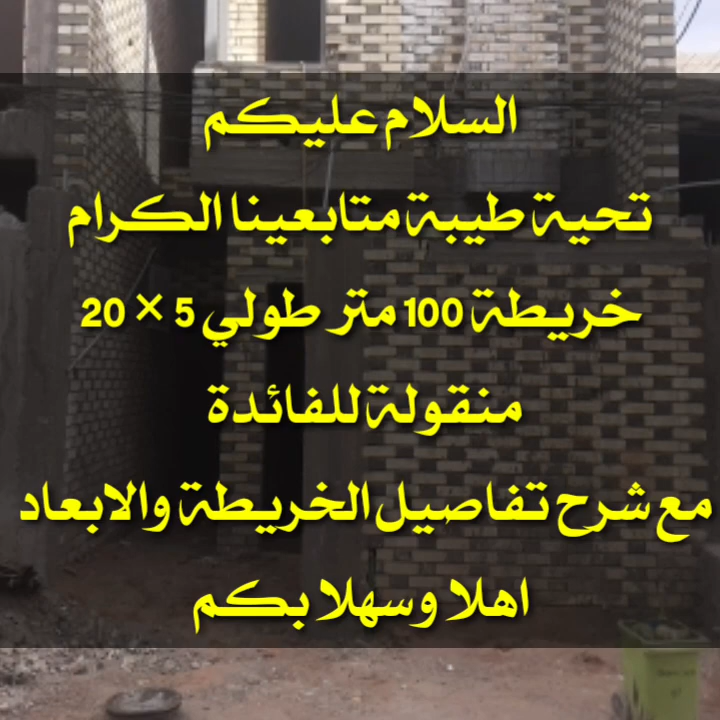 السلام عليكم
تحية طيبة متابعينا الكرام
خريطة 100 متر طولي 5 × 20
منقولة للفائدة
مع شرح تفاصيل الخريطة والابعاد
اهلا وسهلا بكم